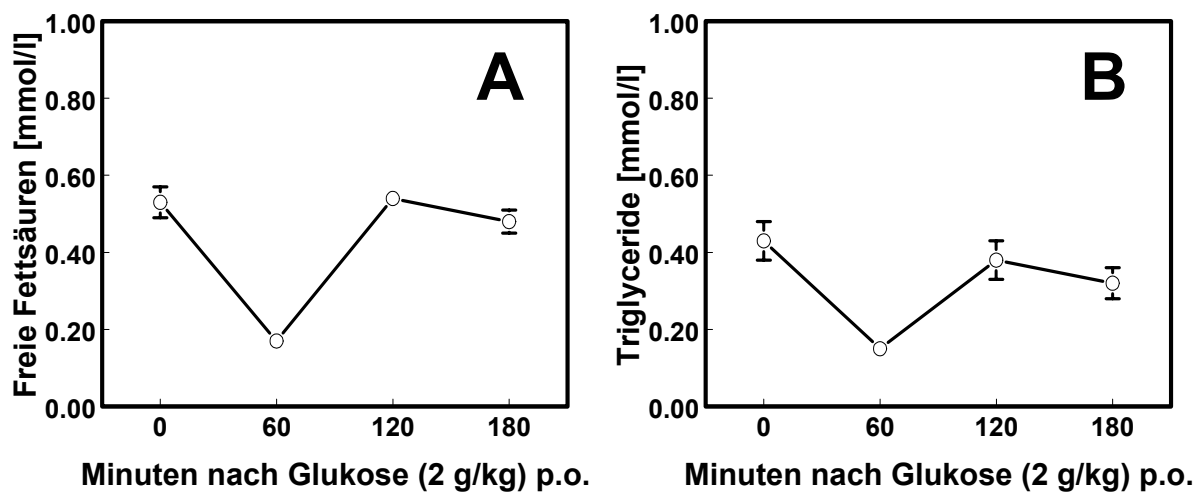 A
Freie Fettsäuren [mmol/l]
1.00
0.80
0.60
0.40
0.20
0.00
0 60 120 180
Minuten nach Glukose (2 g/kg) p.o.
B
Triglyceride [mmol/l]
1.00
0.80
0.60
0.40
0.20
0.00
0 60 120 180
Minuten nach Glukose (2 g/kg) p.o.